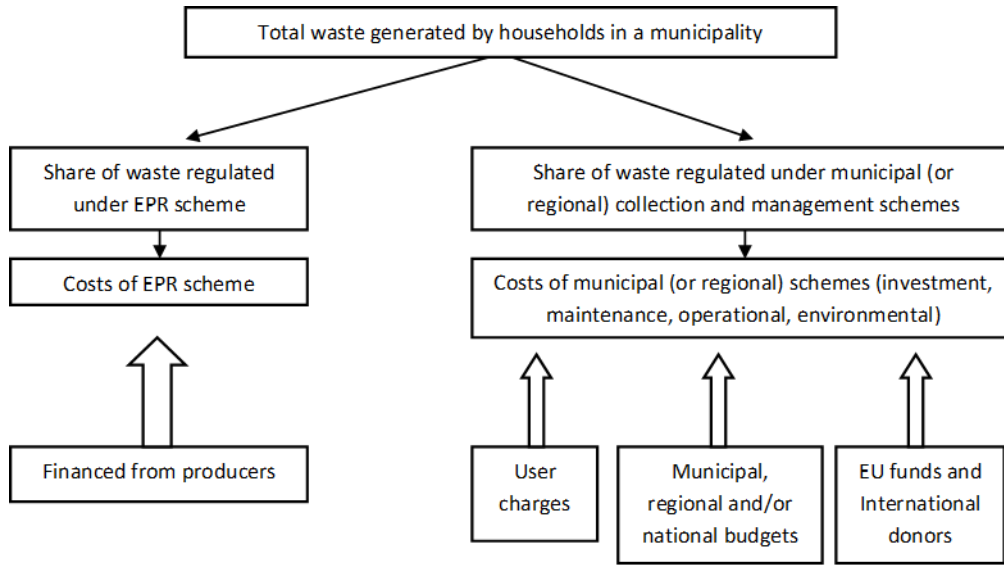 Total waste generated by households in a municipality
Share of waste regulated
under EPR scheme
Share of waste regulated under municipal (or
regional) collection and management schemes
Costs of EPR scheme
Costs of municipal (or regional) schemes (investment,
maintenance, operational, environmental)
Financed from producers
User
charges
Municipal,
regional and/or
national budgets
EU funds and
International
donors